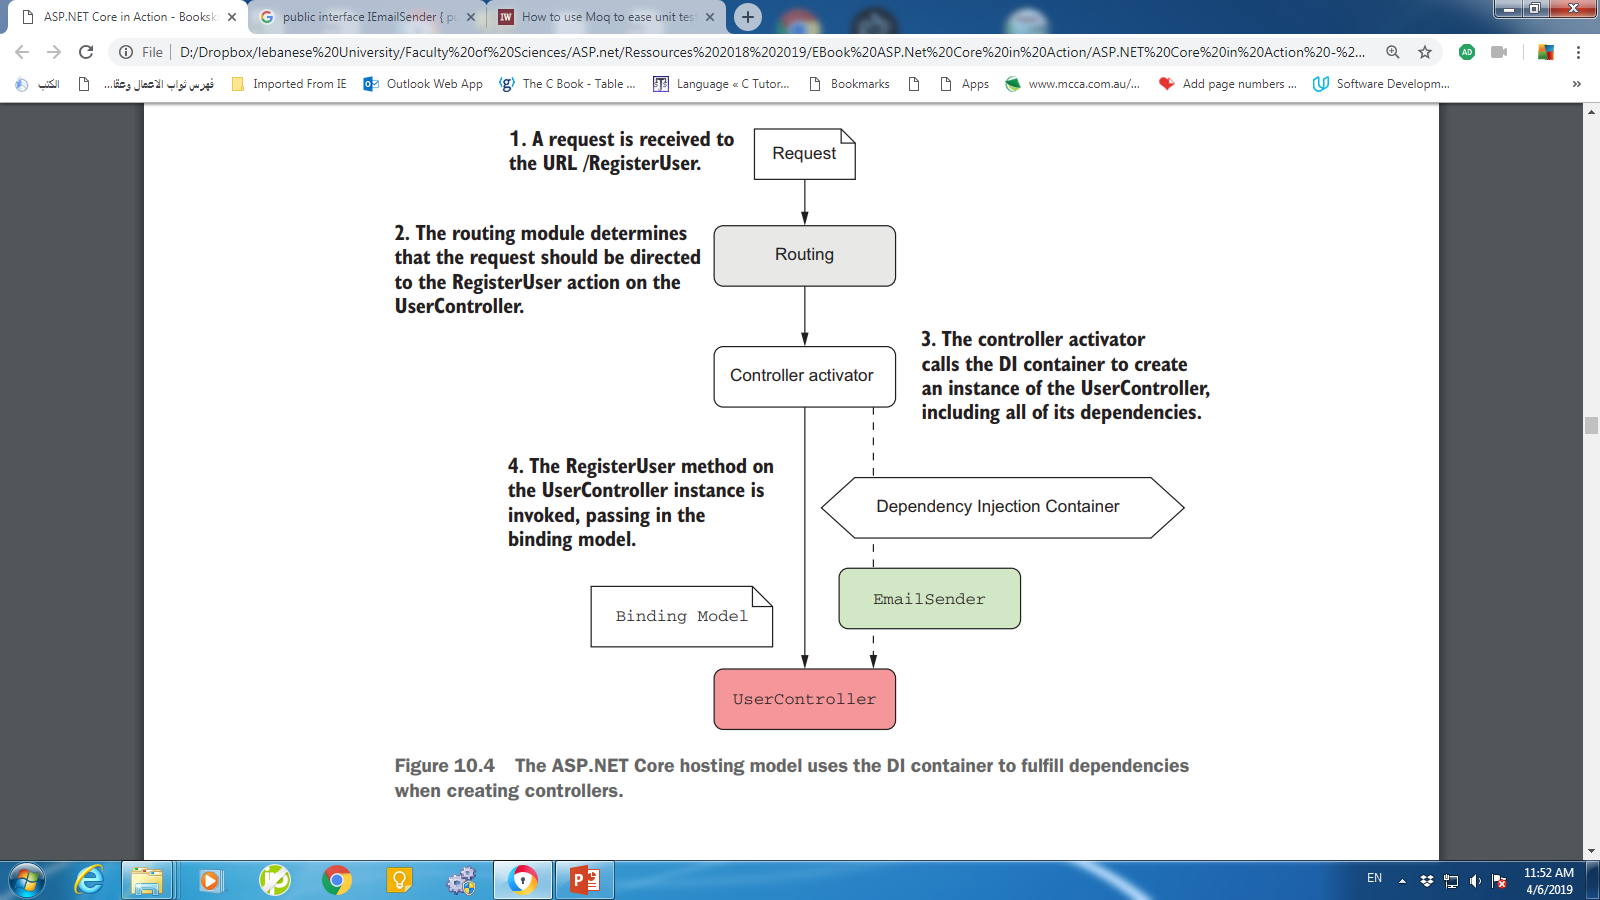 ASP.NET Core in Action - Booksk
public interface IEmailSender { pu
How to use Moq to ease unit test
File
D:/Dropbox/lebanese%20University/Faculty%20of%20Sciences/ASP.net/Ressources%202018%202019/EBook%20ASP.Net%20Core%20in%20Action/ASP.NET%20Core%20in%20Action%20-%2...
AD
الكتب
فهرس ثواب الاعمال وعقا...
Imported From IE
Outlook Web App
The C Book - Table ...
Language « C Tutor...
Bookmarks
Apps
www.mcca.com.au/...
Add page numbers ...
Software Developm...
»
1. A request is received to
the URL /RegisterUser.
Request
2. The routing module determines
that the request should be directed
to the RegisterUser action on the
UserController.
Routing
3. The controller activator
calls the DI container to create
an instance of the UserController,
including all of its dependencies.
Controller activator
4. The RegisterUser method on
the UserController instance is
invoked, passing in the
binding model.
Dependency Injection Container
EmailSender
Binding Model
UserController
Figure 10.4 The ASP.NET Core hosting model uses the DI container to fulfill dependencies
when creating controllers.
EN
11:52 AM
4/6/2019